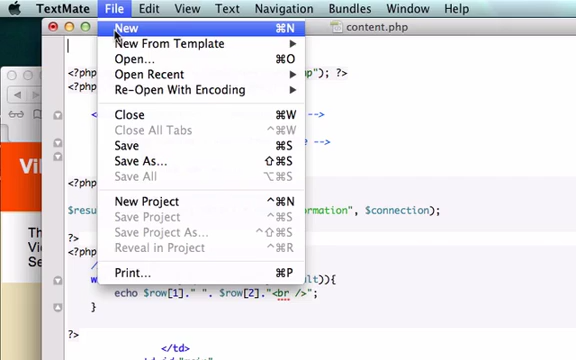 TextMate File Edit View Text Navigation Bundles Window Help
content.php
New ⌘N
New From Template ▶
Open... ⌘O
Open Recent ▶
Re-Open With Encoding ▶
Close ⌘W
Close All Tabs ^⌘W
Save ⌘S
Save As... ⇧⌘S
Save All ⌥⌘S
New Project ^⌘N
Save Project ^⌘S
Save Project As... ^⇧⌘S
Reveal in Project ^⌘R
Print... ⌘P
<?php
"); ?>
<?php
<
-->
-->
<?php
$resu
ormation", $connection);
?>
<?php
/
w
lt)){
echo $row[1]." ". $row[2]."<br />";
}
?>
</td>
Vi
Th
Vi
Se